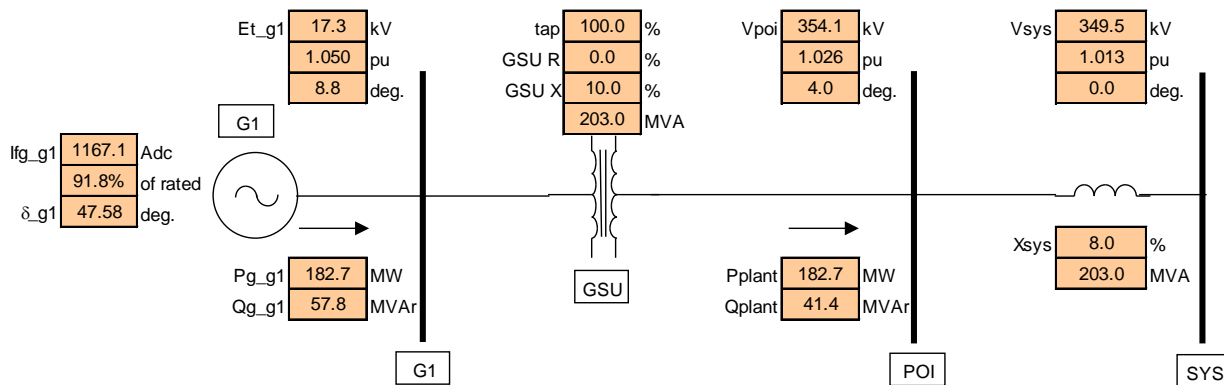 Et_g1 17.3 kV
1.050 pu
8.8 deg.
tap 100.0 %
GSU R 0.0 %
GSU X 10.0 %
203.0 MVA
Vpoi 354.1 kV
1.026 pu
4.0 deg.
Vsys 349.5 kV
1.013 pu
0.0 deg.
G1
Ifg_g1 1167.1 Adc
91.8% of rated
δ_g1 47.58 deg.
Pg_g1 182.7 MW
Qg_g1 57.8 MVAr
GSU
Pplant 182.7 MW
Qplant 41.4 MVAr
Xsys 8.0 %
203.0 MVA
G1
POI
SYS